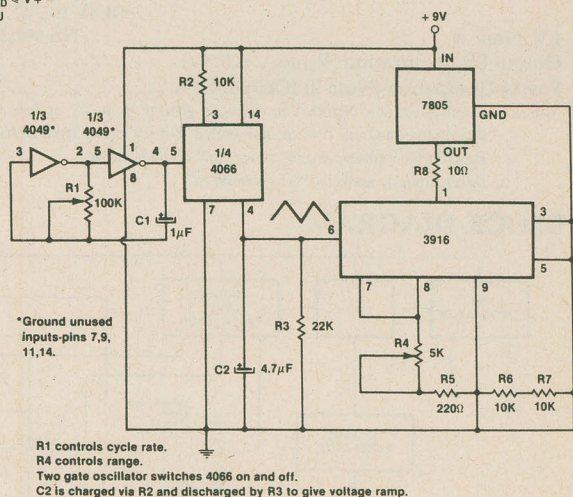 + 9V
IN
7805
GND
OUT
R8 10Ω
1
R2 10K
3 14
1/4
4066
5
7 4
1/3
4049*
1/3
4049*
3 2 5 1 4
8
R1
100K
C1
1µF
6
3916
3
5
7 8 9
R3 22K
R4
5K
R5
220Ω
R6
10K
R7
10K
C2 4.7µF
*Ground unused
inputs-pins 7,9,
11,14.
R1 controls cycle rate.
R4 controls range.
Two gate oscillator switches 4066 on and off.
C2 is charged via R2 and discharged by R3 to give voltage ramp.